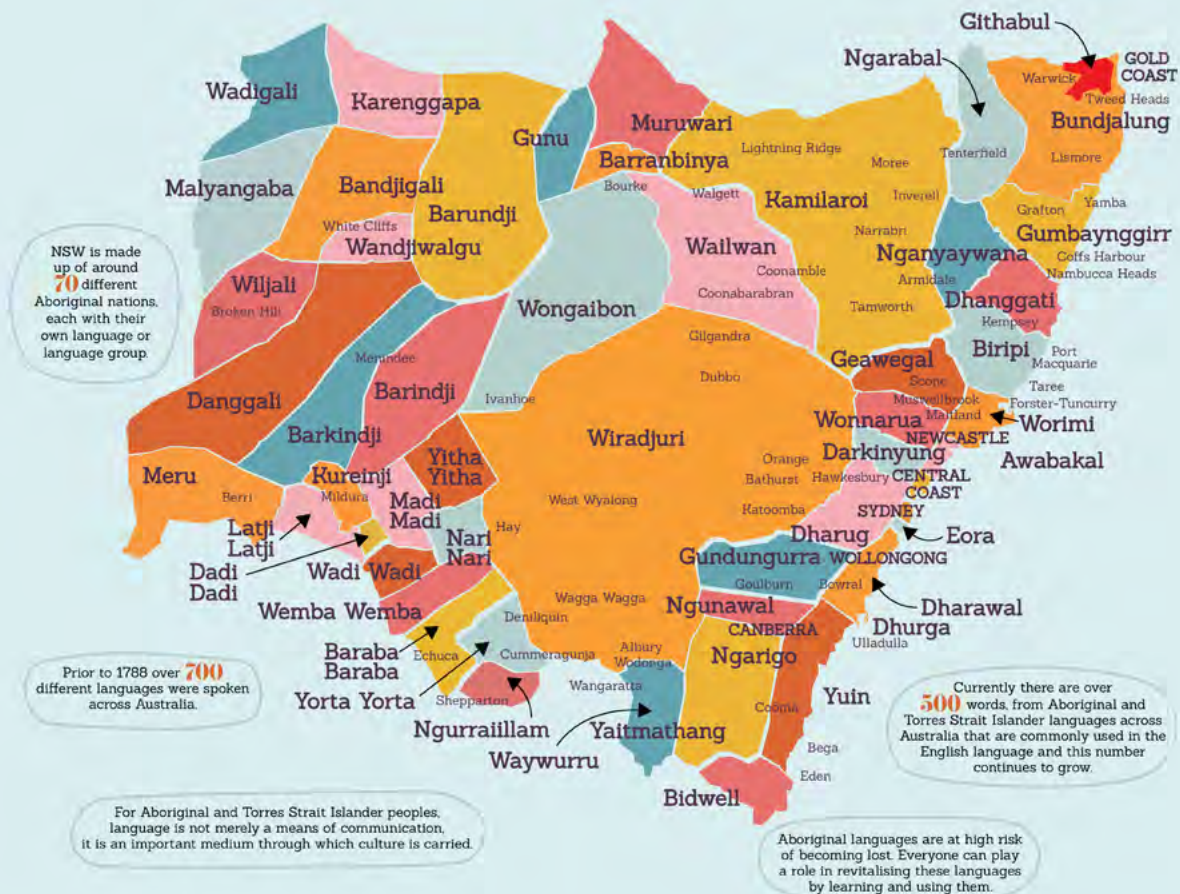 Githabul
Ngarabal
GOLD
COAST
Warwick
Tweed Heads
Bundjalung
Wadigali
Karenggapa
Gunu
Muruwari
Barranbinya
Lightning Ridge
Moree
Tenterfield
Lismore
Malyangaba
Bandjigali
Barundji
Bourke
Walgett
Kamilaroi
Inverell
Grafton
Yamba
White Cliffs
Wandjiwalgu
Wailwan
Narrabri
Nganyaywana
Gumbaynggirr
Coffs Harbour
Nambucca Heads
NSW is made
up of around
70 different
Aboriginal nations,
each with their
own language or
language group.
Wiljali
Broken Hill
Wongaibon
Coonamble
Coonabarabran
Armidale
Tamworth
Dhanggati
Kempsey
Gilgandra
Menindee
Biripi
Port
Macquarie
Geawegal
Scone
Dubbo
Barindji
Danggali
Ivanhoe
Muswellbrook
Taree
Forster-Tuncurry
Wonnarua
Maitland
Worimi
Barkindji
Wiradjuri
NEWCASTLE
Awabakal
Darkinyung
Orange
Bathurst
Hawkesbury
CENTRAL
COAST
Meru
Berri
Kureinji
Mildura
Yitha
Yitha
Madi
Madi
West Wyalong
Katoomba
SYDNEY
Latji
Latji
Hay
Nari
Nari
Dharug
Eora
Dadi
Dadi
Wadi Wadi
Gundungurra
WOLLONGONG
Goulburn
Bowral
Wemba Wemba
Wagga Wagga
Ngunawal
Dharawal
Deniliquin
CANBERRA
Dhurga
Ulladulla
Baraba
Baraba
Echuca
Cummeragunja
Albury
Wodonga
Ngarigo
Prior to 1788 over 700
different languages were spoken
across Australia.
Yorta Yorta
Shepparton
Wangaratta
Yuin
Cooma
Ngurraiillam
Yaitmathang
Waywurru
Currently there are over
500 words, from Aboriginal and
Torres Strait Islander languages across
Australia that are commonly used in the
English language and this number
continues to grow.
Bega
Eden
Bidwell
For Aboriginal and Torres Strait Islander peoples,
language is not merely a means of communication,
it is an important medium through which culture is carried.
Aboriginal languages are at high risk
of becoming lost. Everyone can play
a role in revitalising these languages
by learning and using them.